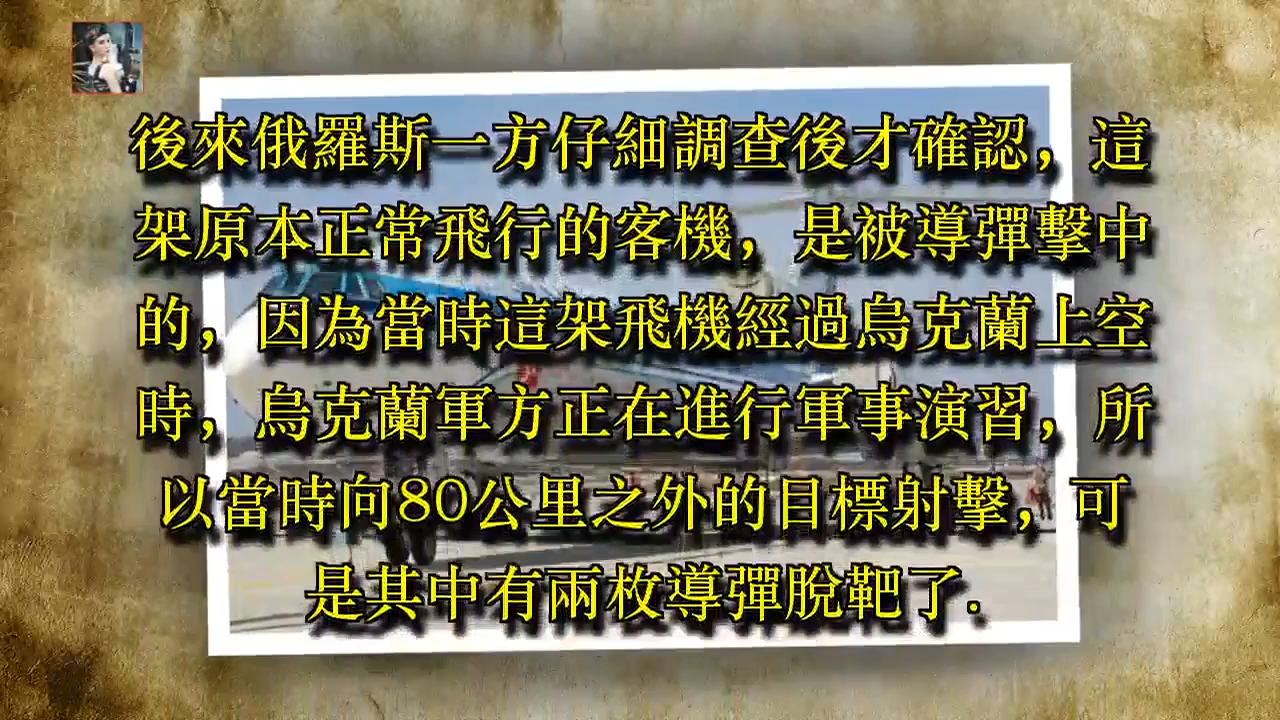 後來俄羅斯一方仔細調查後才確認，這
架原本正常飛行的客機，是被導彈擊中
的，因為當時這架飛機經過烏克蘭上空
時，烏克蘭軍方正在進行軍事演習，所
以當時向80公里之外的目標射擊，可
是其中有兩枚導彈脫靶了.